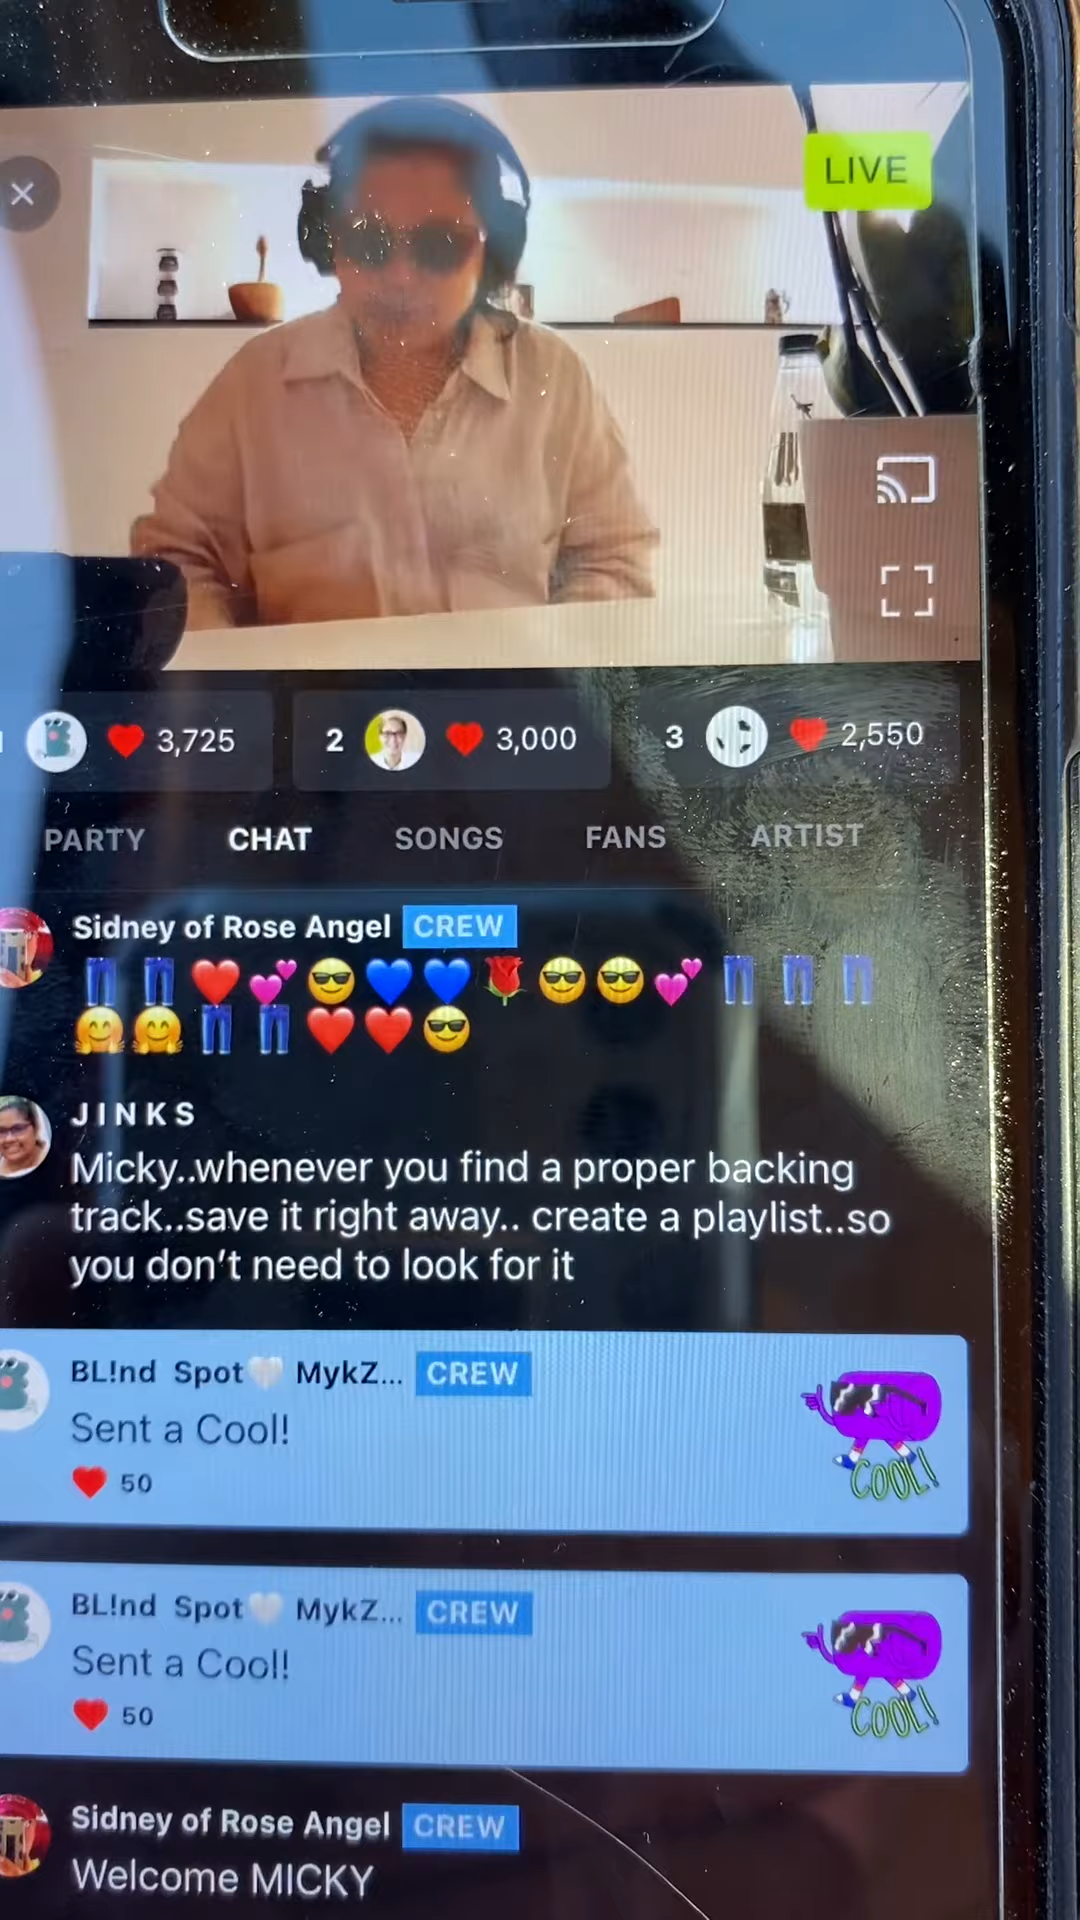 LIVE
3,725
2 3,000
3 2,550
PARTY CHAT SONGS FANS ARTIST
Sidney of Rose Angel CREW
👖👖❤️💕😎💙💙🌹😎😎💕👖👖👖
🤗🤗👖👖❤️❤️😎
JINKS
Micky..whenever you find a proper backing
track..save it right away.. create a playlist..so
you don't need to look for it
BL!nd Spot🤍 MykZ... CREW
Sent a Cool!
❤️ 50
COOL!
BL!nd Spot🤍 MykZ... CREW
Sent a Cool!
❤️ 50
COOL!
Sidney of Rose Angel CREW
Welcome MICKY